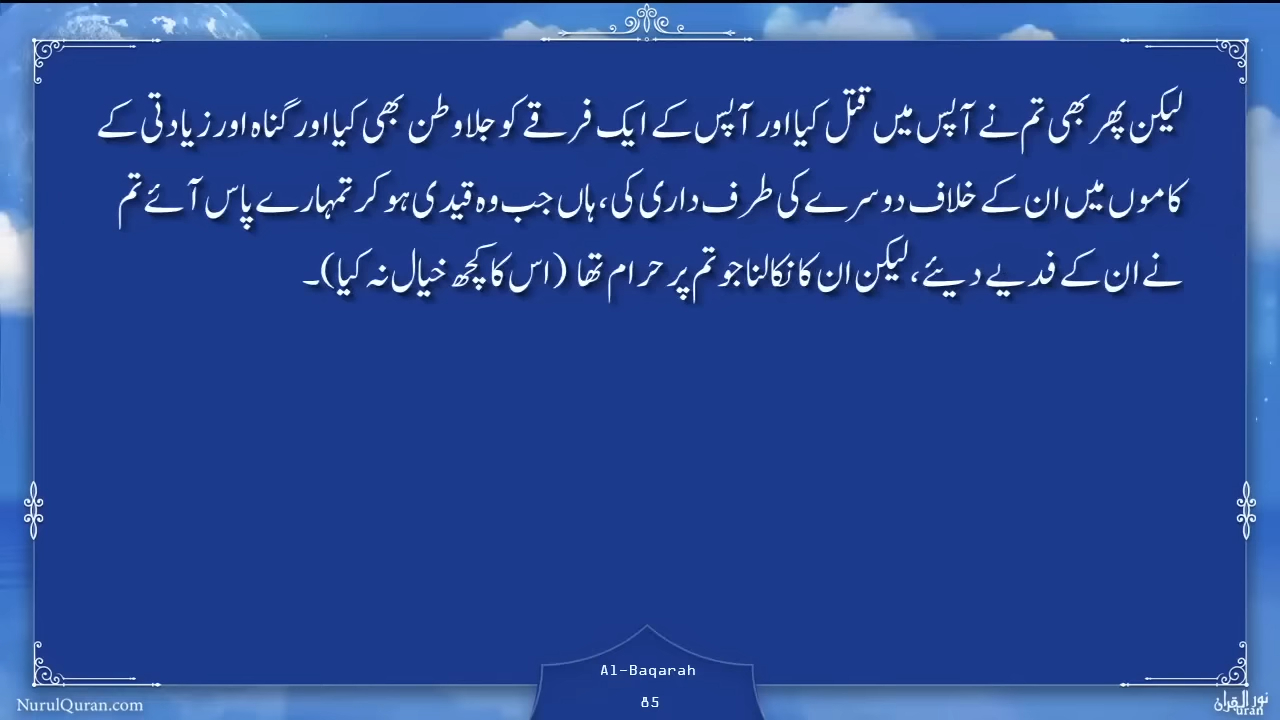 لیکن پھر بھی تم نے آپس میں قتل کیا اور آپس کے ایک فرقے کو جلاوطن بھی کیا اور گناہ اور زیادتی کے
کاموں میں ان کے خلاف دوسرے کی طرف داری کی، ہاں جب وہ قیدی ہو کر تمہارے پاس آئے تم
نے ان کے فدیے دیئے، لیکن ان کا نکالنا جو تم پر حرام تھا (اس کا کچھ خیال نہ کیا)۔
Al-Baqarah
85
NurulQuran.com
نور القرآن